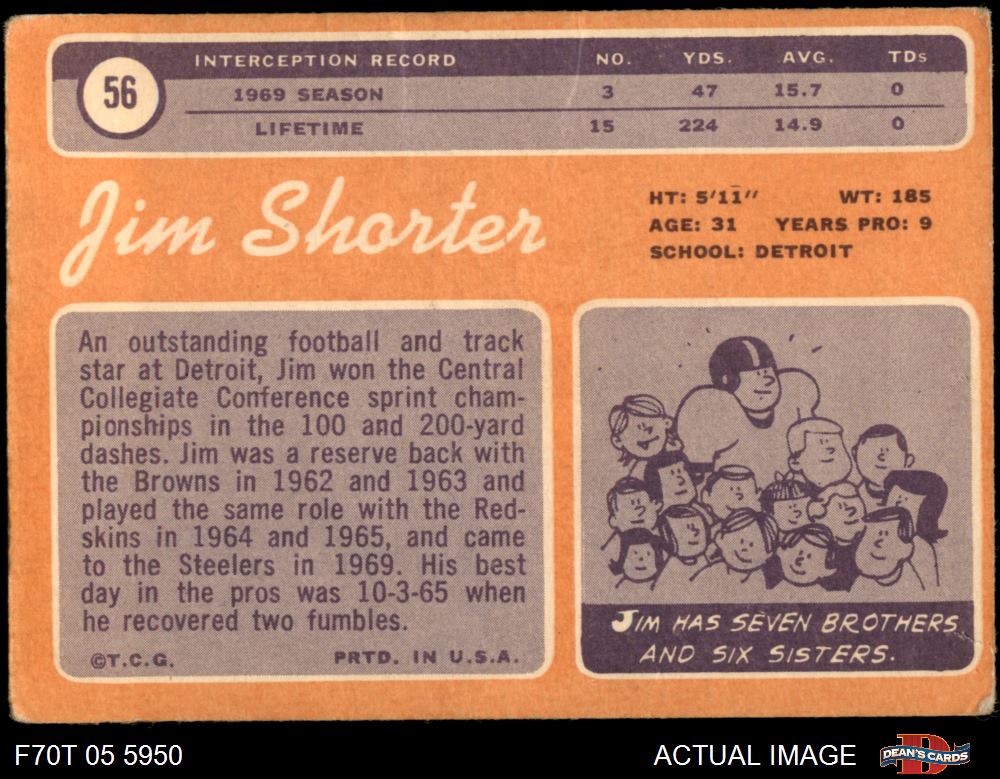 56
INTERCEPTION RECORD NO. YDS. AVG. TDs
1969 SEASON 3 47 15.7 0
LIFETIME 15 224 14.9 0
Jim Shorter
HT: 5'11" WT: 185
AGE: 31 YEARS PRO: 9
SCHOOL: DETROIT
An outstanding football and track
star at Detroit, Jim won the Central
Collegiate Conference sprint cham-
pionships in the 100 and 200-yard
dashes. Jim was a reserve back with
the Browns in 1962 and 1963 and
played the same role with the Red-
skins in 1964 and 1965, and came
to the Steelers in 1969. His best
day in the pros was 10-3-65 when
he recovered two fumbles.
©T.C.G. PRTD. IN U.S.A.
JIM HAS SEVEN BROTHERS
AND SIX SISTERS.
F70T 05 5950 ACTUAL IMAGE D DEAN'S CARDS